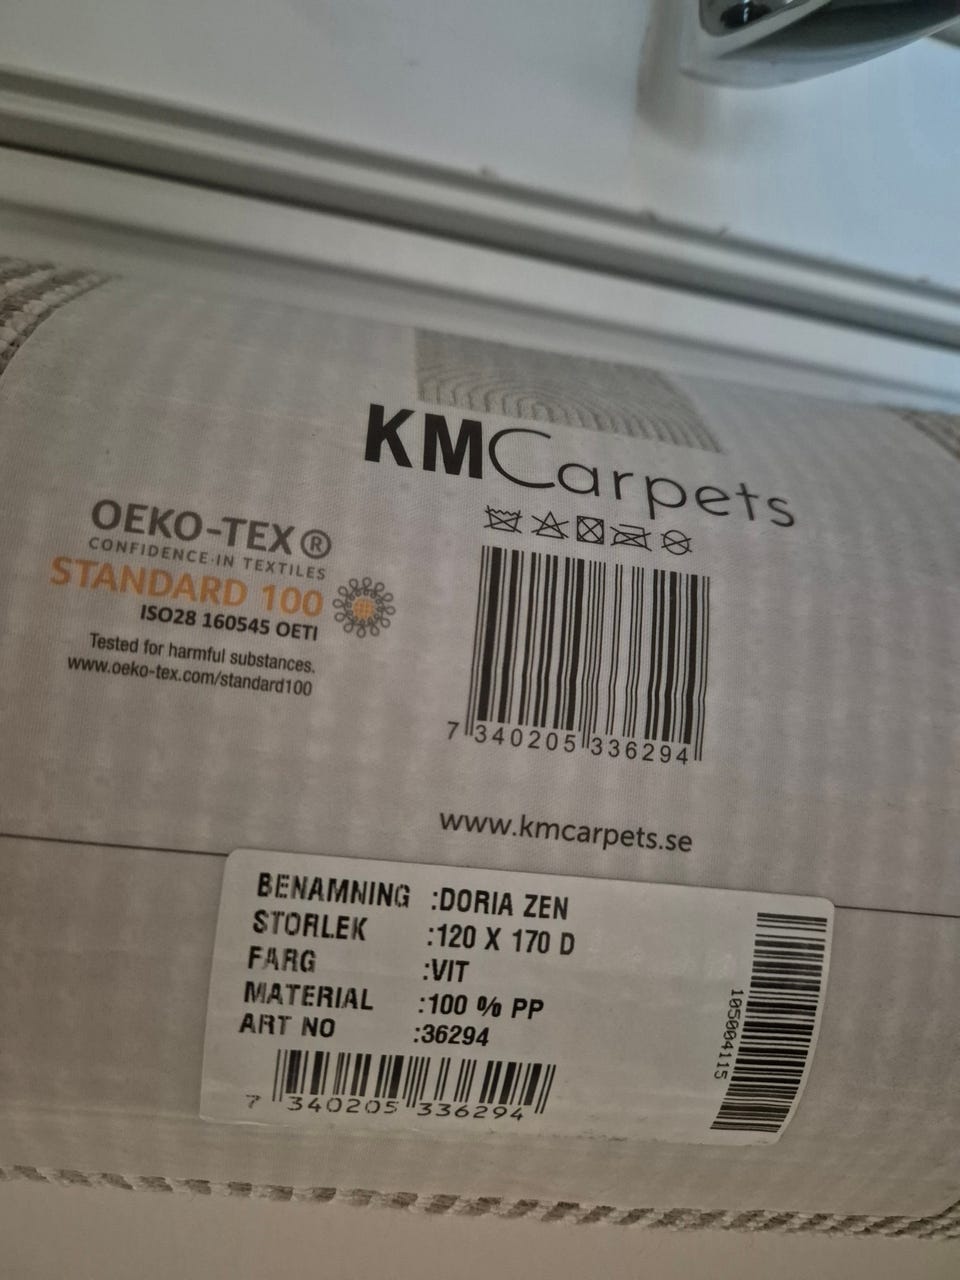 KMCarpets
OEKO-TEX®
CONFIDENCE IN TEXTILES
STANDARD 100
ISO28 160545 OETI
Tested for harmful substances.
www.oeko-tex.com/standard100
7 340205 336294
www.kmcarpets.se
BENAMNING :DORIA ZEN
STORLEK :120 X 170 D
FARG :VIT
MATERIAL :100 % PP
ART NO :36294
7 340205 336294
105004115